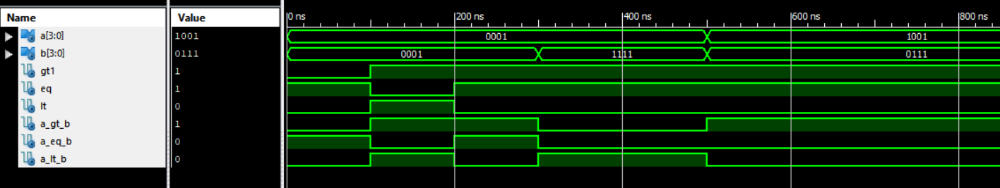 Name Value 0 ns 200 ns 400 ns 600 ns 800 ns
a[3:0] 1001 0001 1001
b[3:0] 0111 0001 1111 0111
gt1 1
eq 1
lt 0
a_gt_b 1
a_eq_b 0
a_lt_b 0